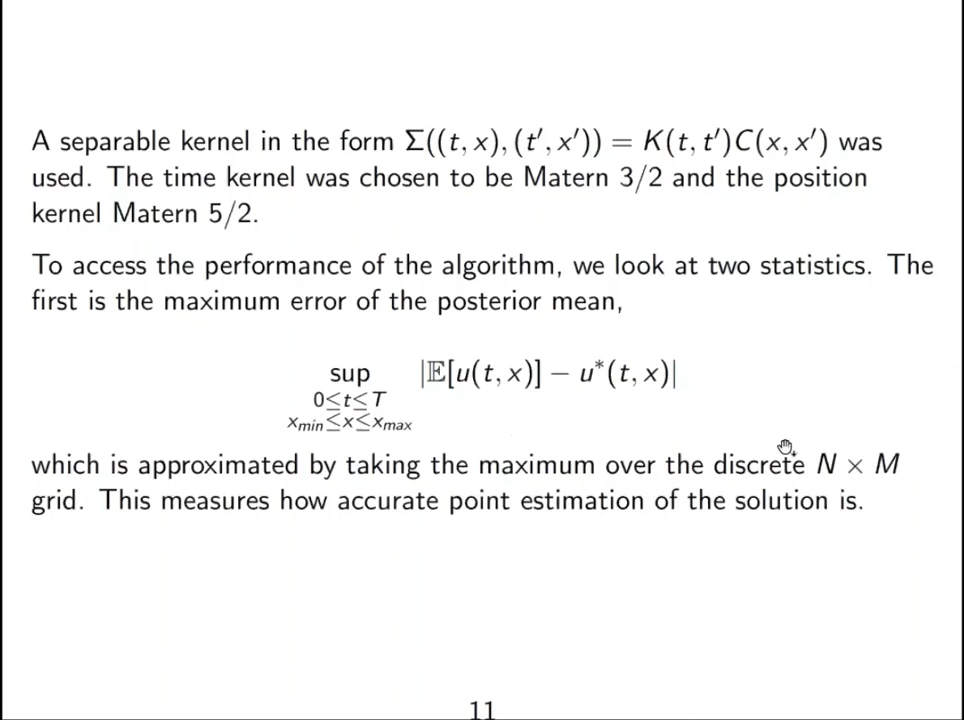 A separable kernel in the form Σ((t, x), (t′, x′)) = K(t, t′)C(x, x′) was
used. The time kernel was chosen to be Matern 3/2 and the position
kernel Matern 5/2.
To access the performance of the algorithm, we look at two statistics. The
first is the maximum error of the posterior mean,
sup |𝔼[u(t, x)] − u*(t, x)|
0≤t≤T
xmin≤x≤xmax
which is approximated by taking the maximum over the discrete N × M
grid. This measures how accurate point estimation of the solution is.
11